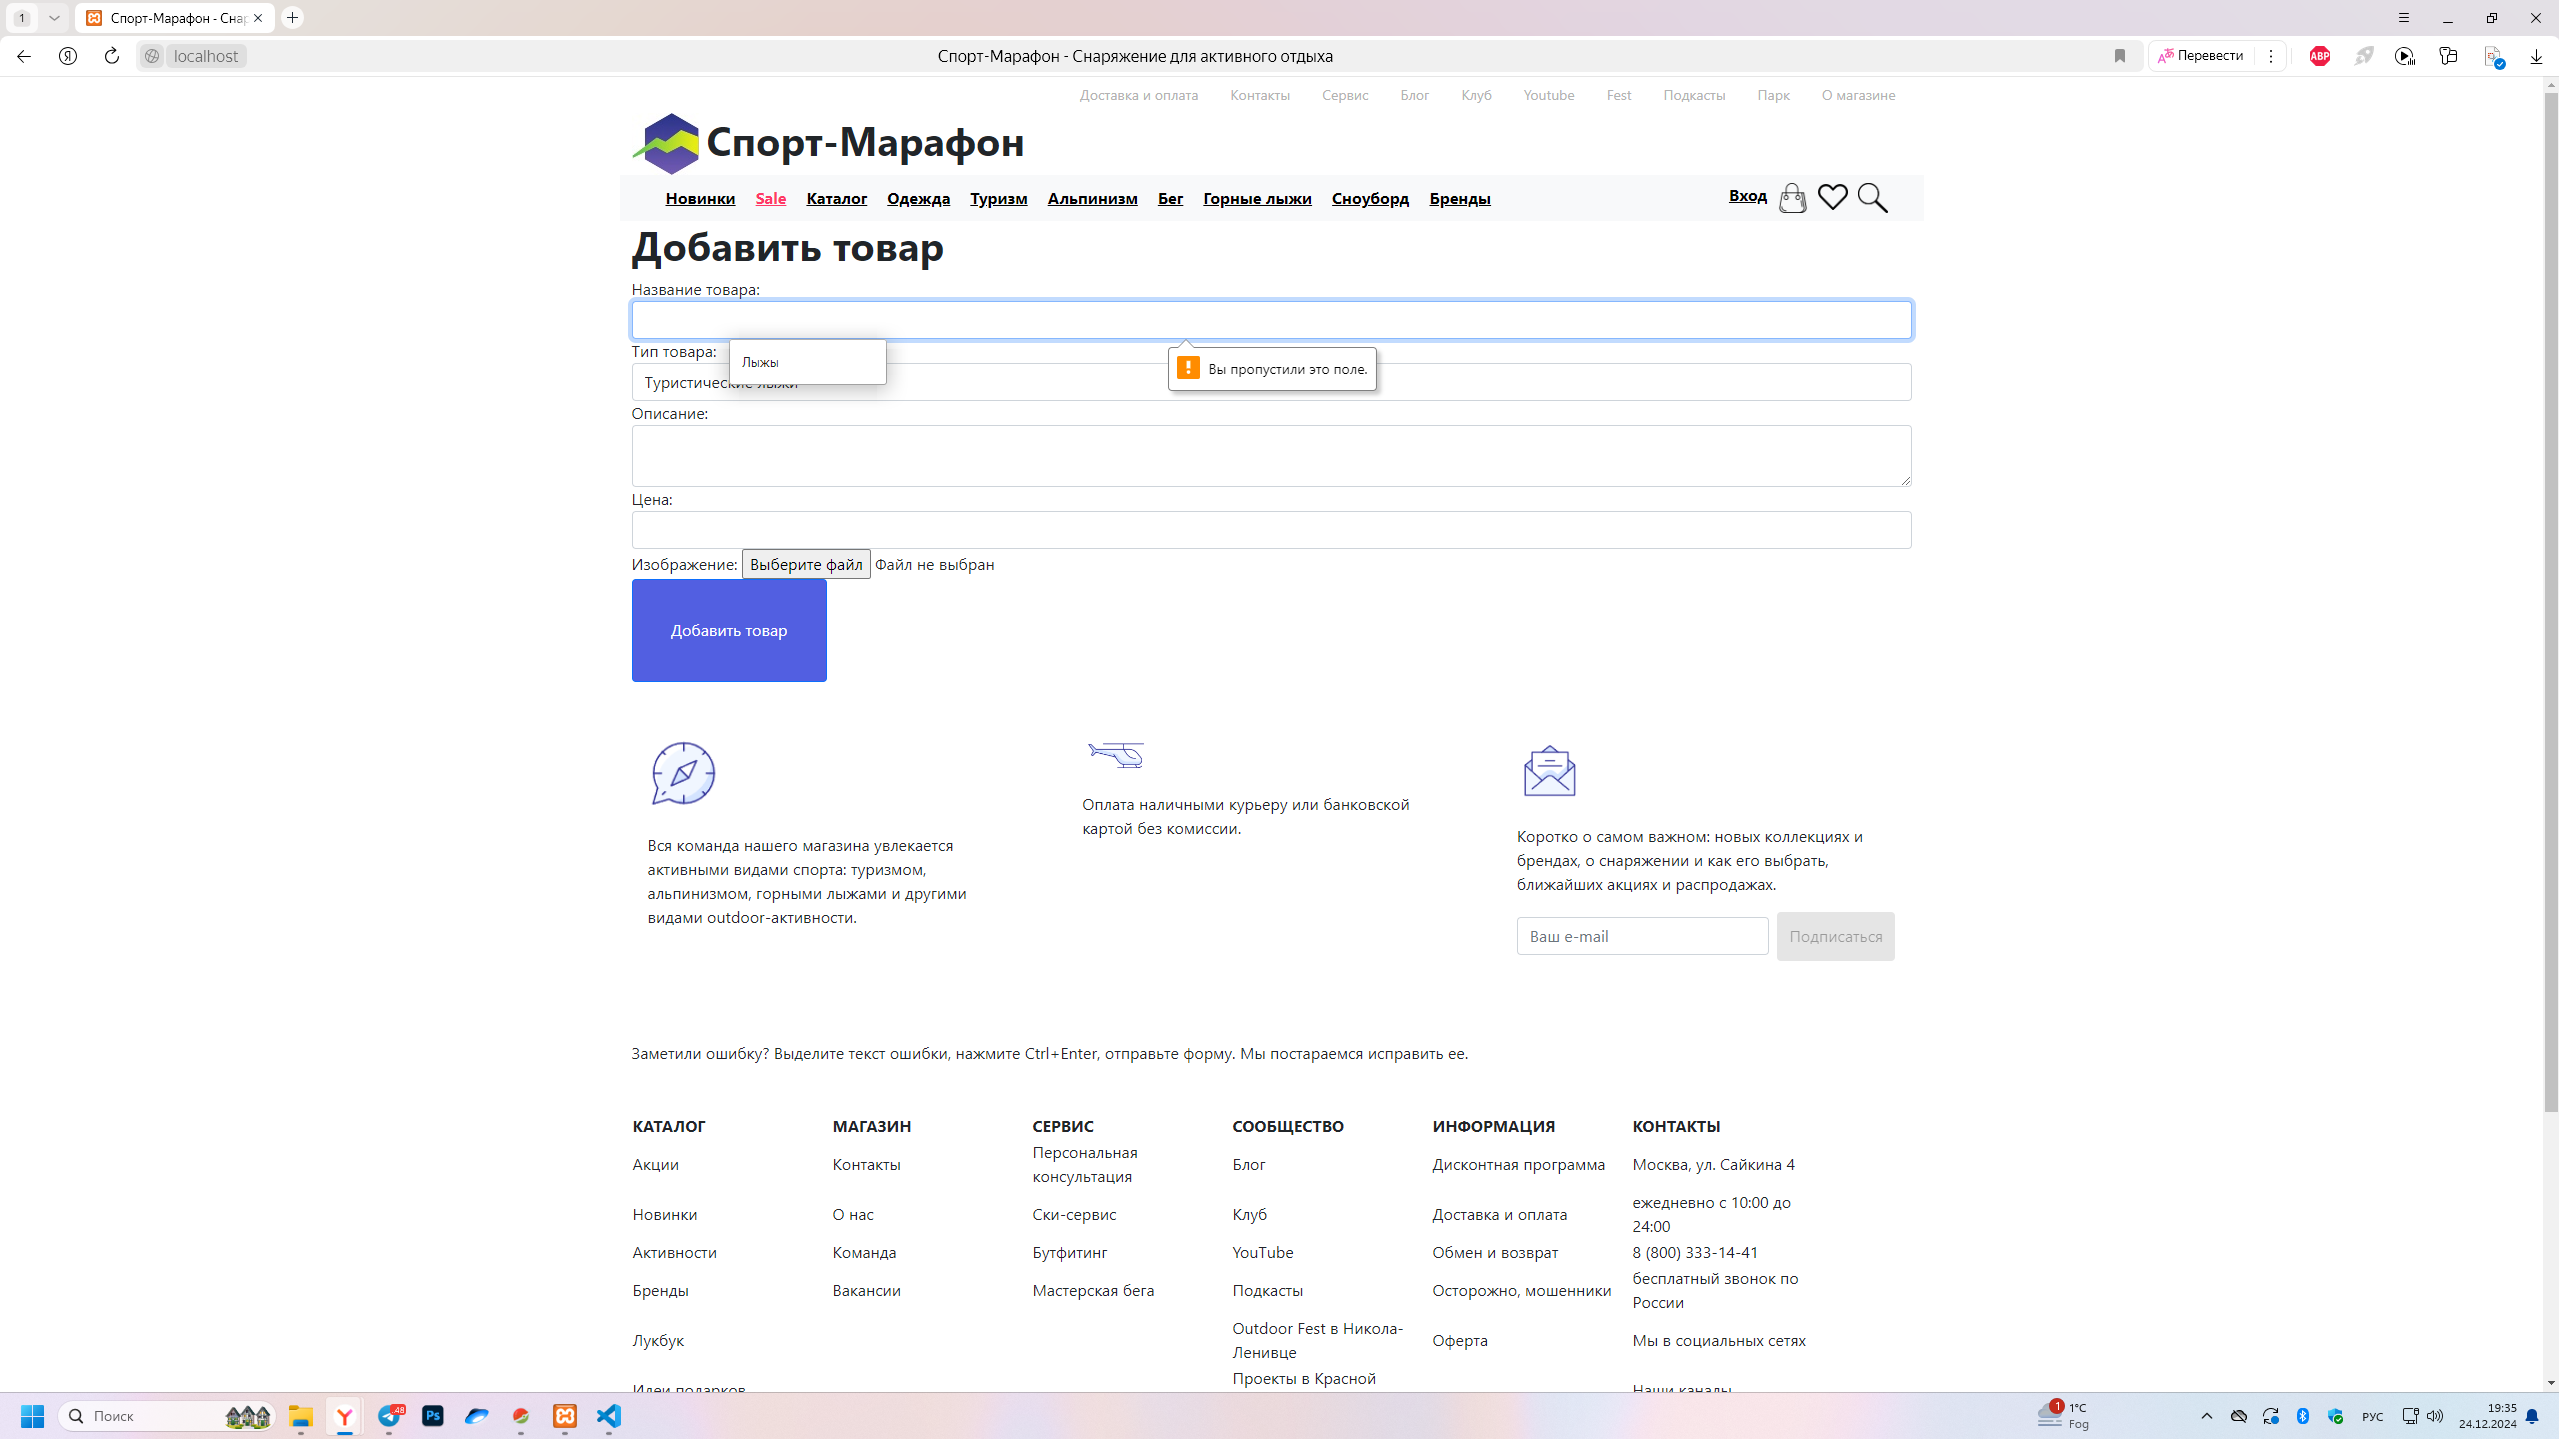 1
Спорт-Марафон - Снар
localhost
Спорт-Марафон - Снаряжение для активного отдыха
Перевести
ABP
Доставка и оплата Контакты Сервис Блог Клуб Youtube Fest Подкасты Парк О магазине
Спорт-Марафон
Новинки Sale Каталог Одежда Туризм Альпинизм Бег Горные лыжи Сноуборд Бренды Вход
Добавить товар
Название товара:
Тип товара:
Лыжы
Вы пропустили это поле.
Туристические лыжи
Описание:
Цена:
Изображение: Выберите файл Файл не выбран
Добавить товар
Вся команда нашего магазина увлекается
активными видами спорта: туризмом,
альпинизмом, горными лыжами и другими
видами outdoor-активности.
Оплата наличными курьеру или банковской
картой без комиссии.
Коротко о самом важном: новых коллекциях и
брендах, о снаряжении и как его выбрать,
ближайших акциях и распродажах.
Ваш e-mail Подписаться
Заметили ошибку? Выделите текст ошибки, нажмите Ctrl+Enter, отправьте форму. Мы постараемся исправить ее.
КАТАЛОГ МАГАЗИН СЕРВИС СООБЩЕСТВО ИНФОРМАЦИЯ КОНТАКТЫ
Акции Контакты Персональная консультация Блог Дисконтная программа Москва, ул. Сайкина 4
Новинки О нас Ски-сервис Клуб Доставка и оплата ежедневно с 10:00 до 24:00
Активности Команда Бутфитинг YouTube Обмен и возврат 8 (800) 333-14-41
Бренды Вакансии Мастерская бега Подкасты Осторожно, мошенники бесплатный звонок по России
Лукбук Outdoor Fest в Никола-Ленивце Оферта Мы в социальных сетях
Идеи подарков Проекты в Красной Наши каналы
Поиск
48
Ps
1
1°C
Fog
РУС
19:35
24.12.2024